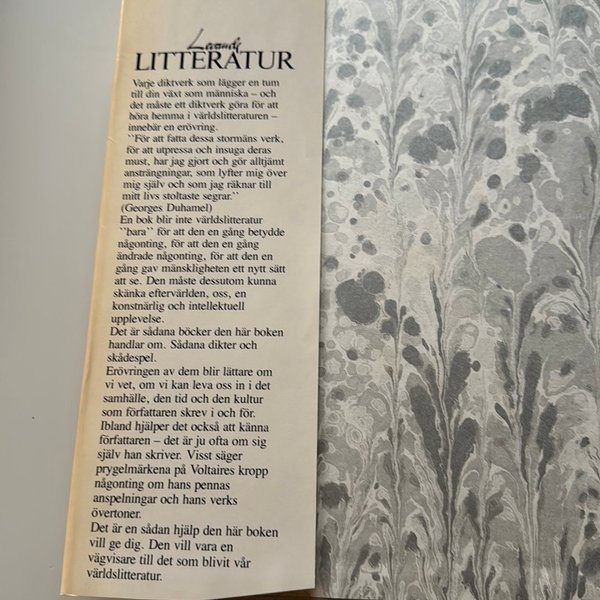 Levande
LITTERATUR
Varje diktverk som lägger en tum
till din växt som människa – och
det måste ett diktverk göra för att
höra hemma i världslitteraturen –
innebär en erövring.
``För att fatta dessa stormäns verk,
för att utpressa och insuga deras
must, har jag gjort och gör alltjämt
ansträngningar, som lyfter mig över
mig själv och som jag räknar till
mitt livs stoltaste segrar.``
(Georges Duhamel)
En bok blir inte världslitteratur
``bara`` för att den en gång betydde
någonting, för att den en gång
ändrade någonting, för att den en
gång gav mänskligheten ett nytt sätt
att se. Den måste dessutom kunna
skänka eftervärlden, oss, en
konstnärlig och intellektuell
upplevelse.
Det är sådana böcker den här boken
handlar om. Sådana dikter och
skådespel.
Erövringen av dem blir lättare om
vi vet, om vi kan leva oss in i det
samhälle, den tid och den kultur
som författaren skrev i och för.
Ibland hjälper det också att känna
författaren – det är ju ofta om sig
själv han skriver. Visst säger
prygelmärkena på Voltaires kropp
någonting om hans pennas
anspelningar och hans verks
övertoner.
Det är en sådan hjälp den här boken
vill ge dig. Den vill vara en
vägvisare till det som blivit vår
världslitteratur.